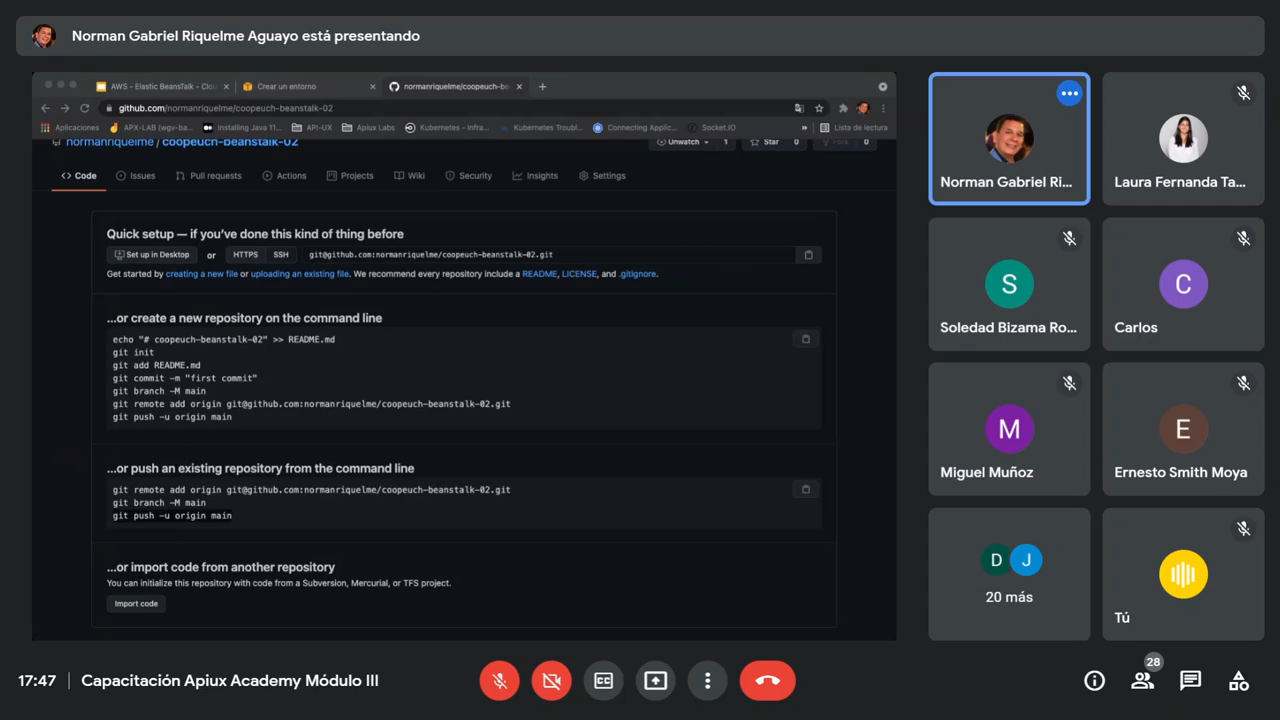 Norman Gabriel Riquelme Aguayo está presentando
AWS - Elastic BeansTalk - Clou
Crear un entorno
normanriquelme/coopeuch-be
github.com/normanriquelme/coopeuch-beanstalk-02
Aplicaciones
APX-LAB (wgv-ba...
Installing Java 11...
API-UX
Apiux Labs
Kubernetes - Infra...
Kubernetes Troubl...
Connecting Applic...
Socket.IO
»
Lista de lectura
normanriquelme / coopeuch-beanstalk-02
Unwatch
1
Star
0
Fork
0
<> Code
Issues
Pull requests
Actions
Projects
Wiki
Security
Insights
Settings
Quick setup — if you've done this kind of thing before
Set up in Desktop
or
HTTPS
SSH
git@github.com:normanriquelme/coopeuch-beanstalk-02.git
Get started by creating a new file or uploading an existing file. We recommend every repository include a README, LICENSE, and .gitignore.
...or create a new repository on the command line
echo "# coopeuch-beanstalk-02" >> README.md
git init
git add README.md
git commit -m "first commit"
git branch -M main
git remote add origin git@github.com:normanriquelme/coopeuch-beanstalk-02.git
git push -u origin main
...or push an existing repository from the command line
git remote add origin git@github.com:normanriquelme/coopeuch-beanstalk-02.git
git branch -M main
git push -u origin main
...or import code from another repository
You can initialize this repository with code from a Subversion, Mercurial, or TFS project.
Import code
Norman Gabriel Ri...
Laura Fernanda Ta...
S
Soledad Bizama Ro...
C
Carlos
M
Miguel Muñoz
E
Ernesto Smith Moya
D
J
20 más
Tú
17:47
Capacitación Apiux Academy Módulo III
28